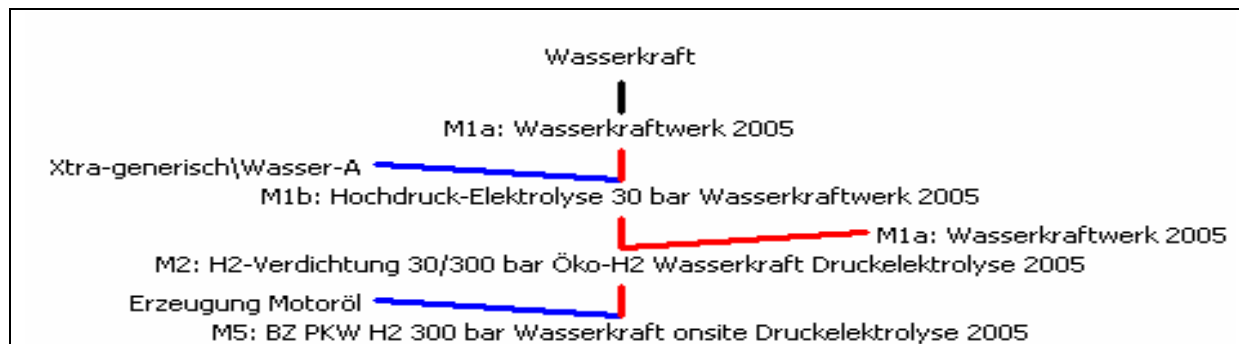 Wasserkraft
M1a: Wasserkraftwerk 2005
Xtra-generisch\Wasser-A
M1b: Hochdruck-Elektrolyse 30 bar Wasserkraftwerk 2005
M1a: Wasserkraftwerk 2005
M2: H2-Verdichtung 30/300 bar Öko-H2 Wasserkraft Druckelektrolyse 2005
Erzeugung Motoröl
M5: BZ PKW H2 300 bar Wasserkraft onsite Druckelektrolyse 2005